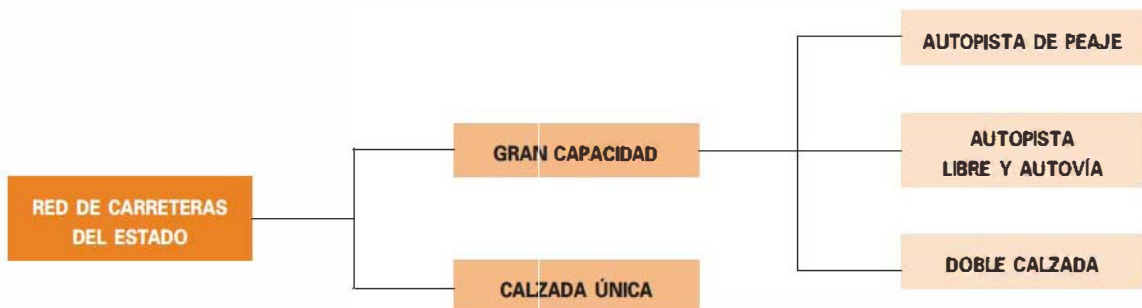 RED DE CARRETERAS
DEL ESTADO
GRAN CAPACIDAD
CALZADA ÚNICA
AUTOPISTA DE PEAJE
AUTOPISTA
LIBRE Y AUTOVÍA
DOBLE CALZADA